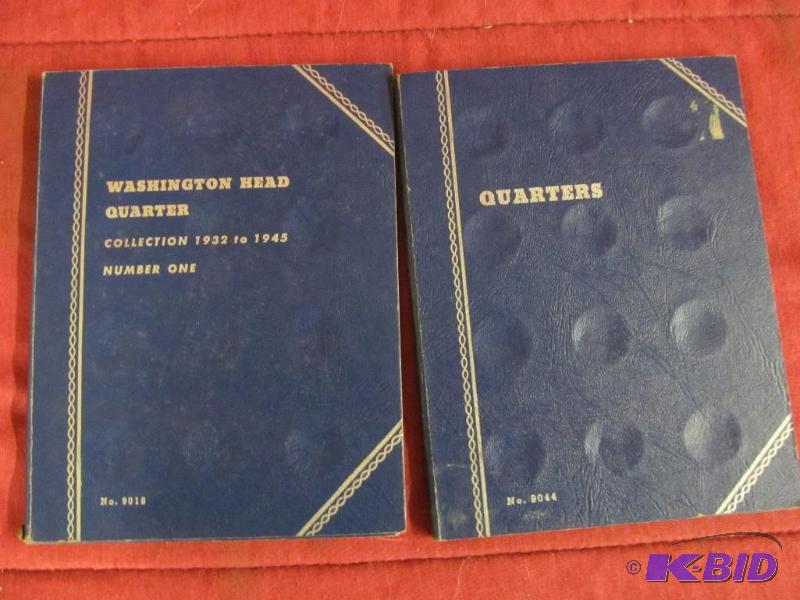 WASHINGTON HEAD
QUARTER
COLLECTION 1932 to 1945
NUMBER ONE
No. 9018
QUARTERS
No. 9044
© K-BID